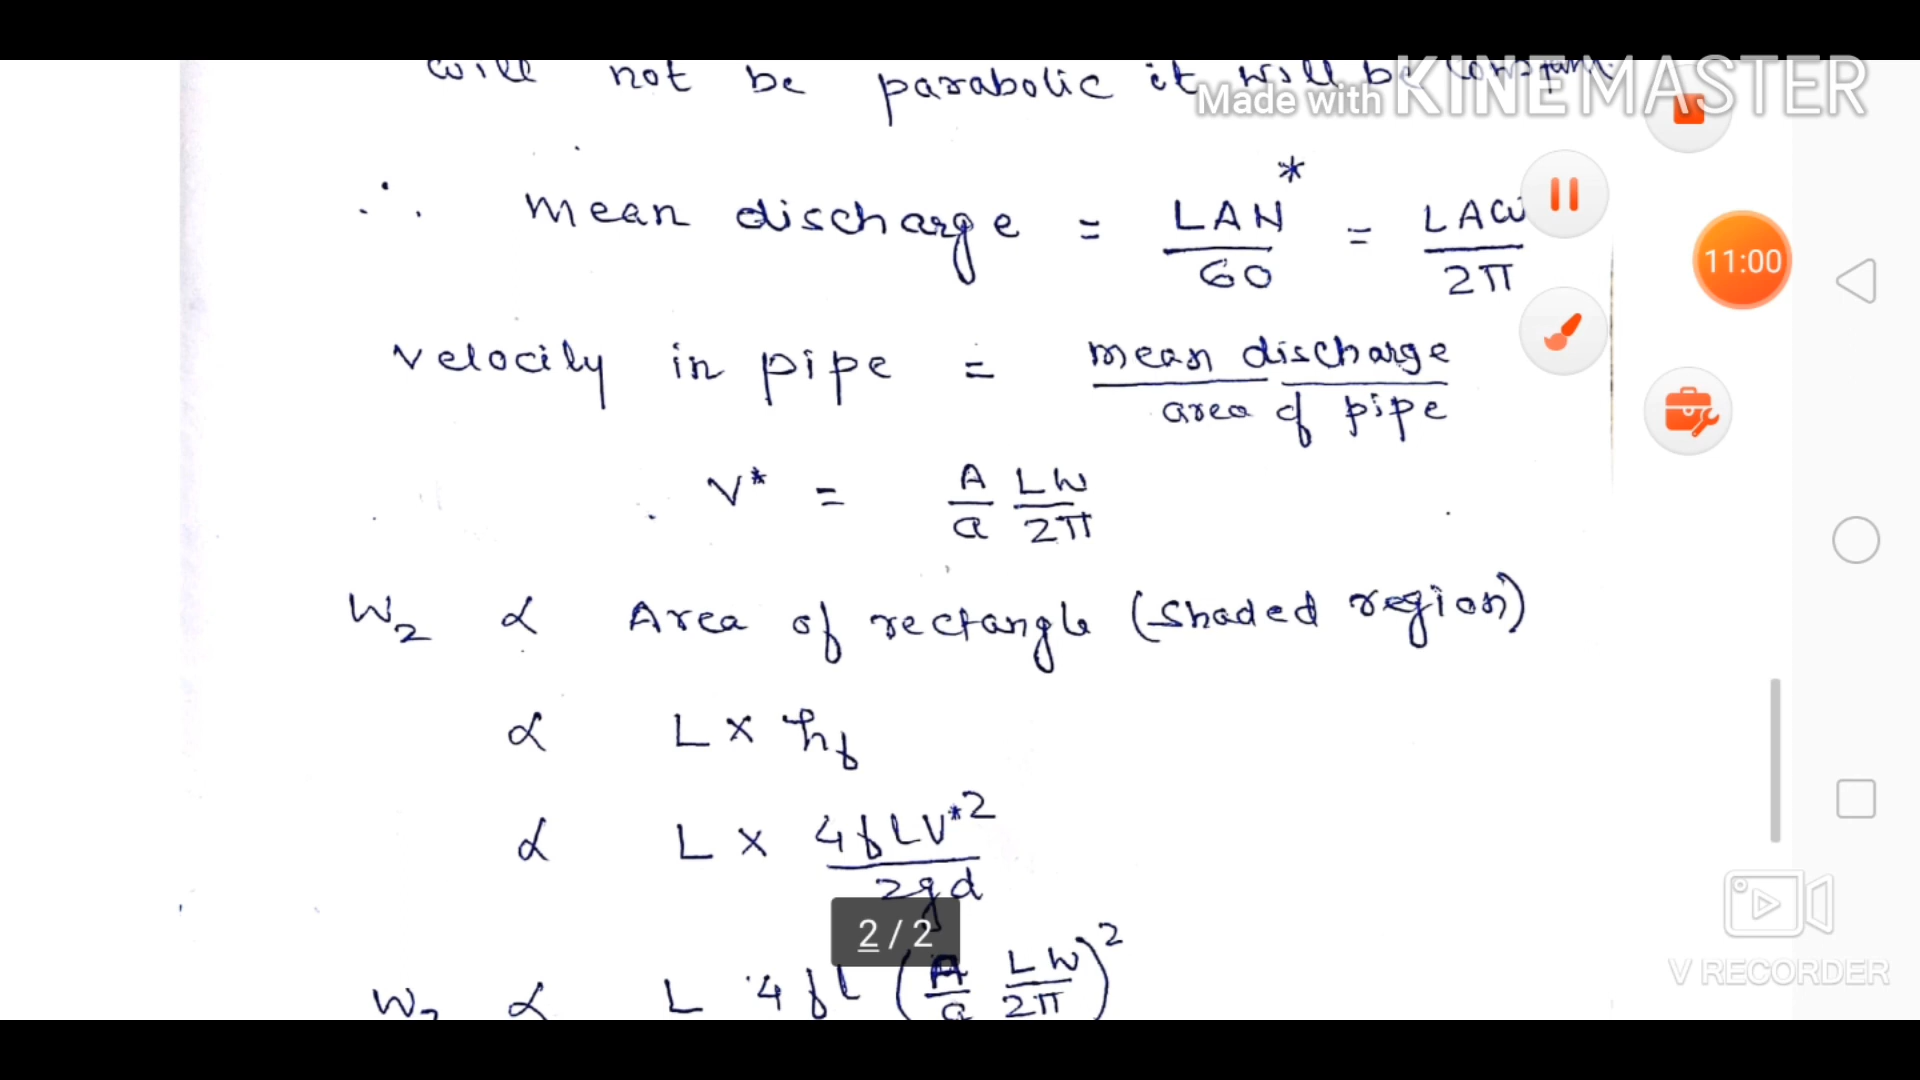 will not be parabolic it will be constant.
Made with KINEMASTER
∴ mean discharge = LAN* / 60 = LAω / 2π
11:00
velocity in pipe = mean discharge / area of pipe
V* = A/a LW/2π
W2 ∝ Area of rectangle (shaded region)
∝ L × hf
∝ L × 4fLV*2 / 2gd
2 / 2
W2 ∝ L 4fl (A/a LW/2π)2
V RECORDER